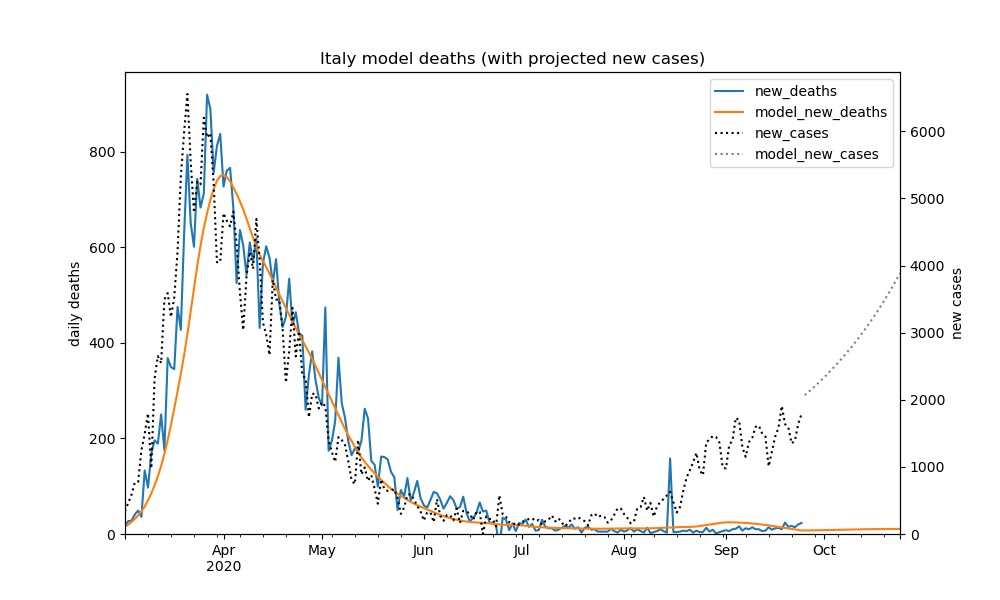 Italy model deaths (with projected new cases)
new_deaths
model_new_deaths
new_cases
model_new_cases
800
600
400
200
0
daily deaths
6000
5000
4000
3000
2000
1000
0
new cases
Apr
2020
May
Jun
Jul
Aug
Sep
Oct